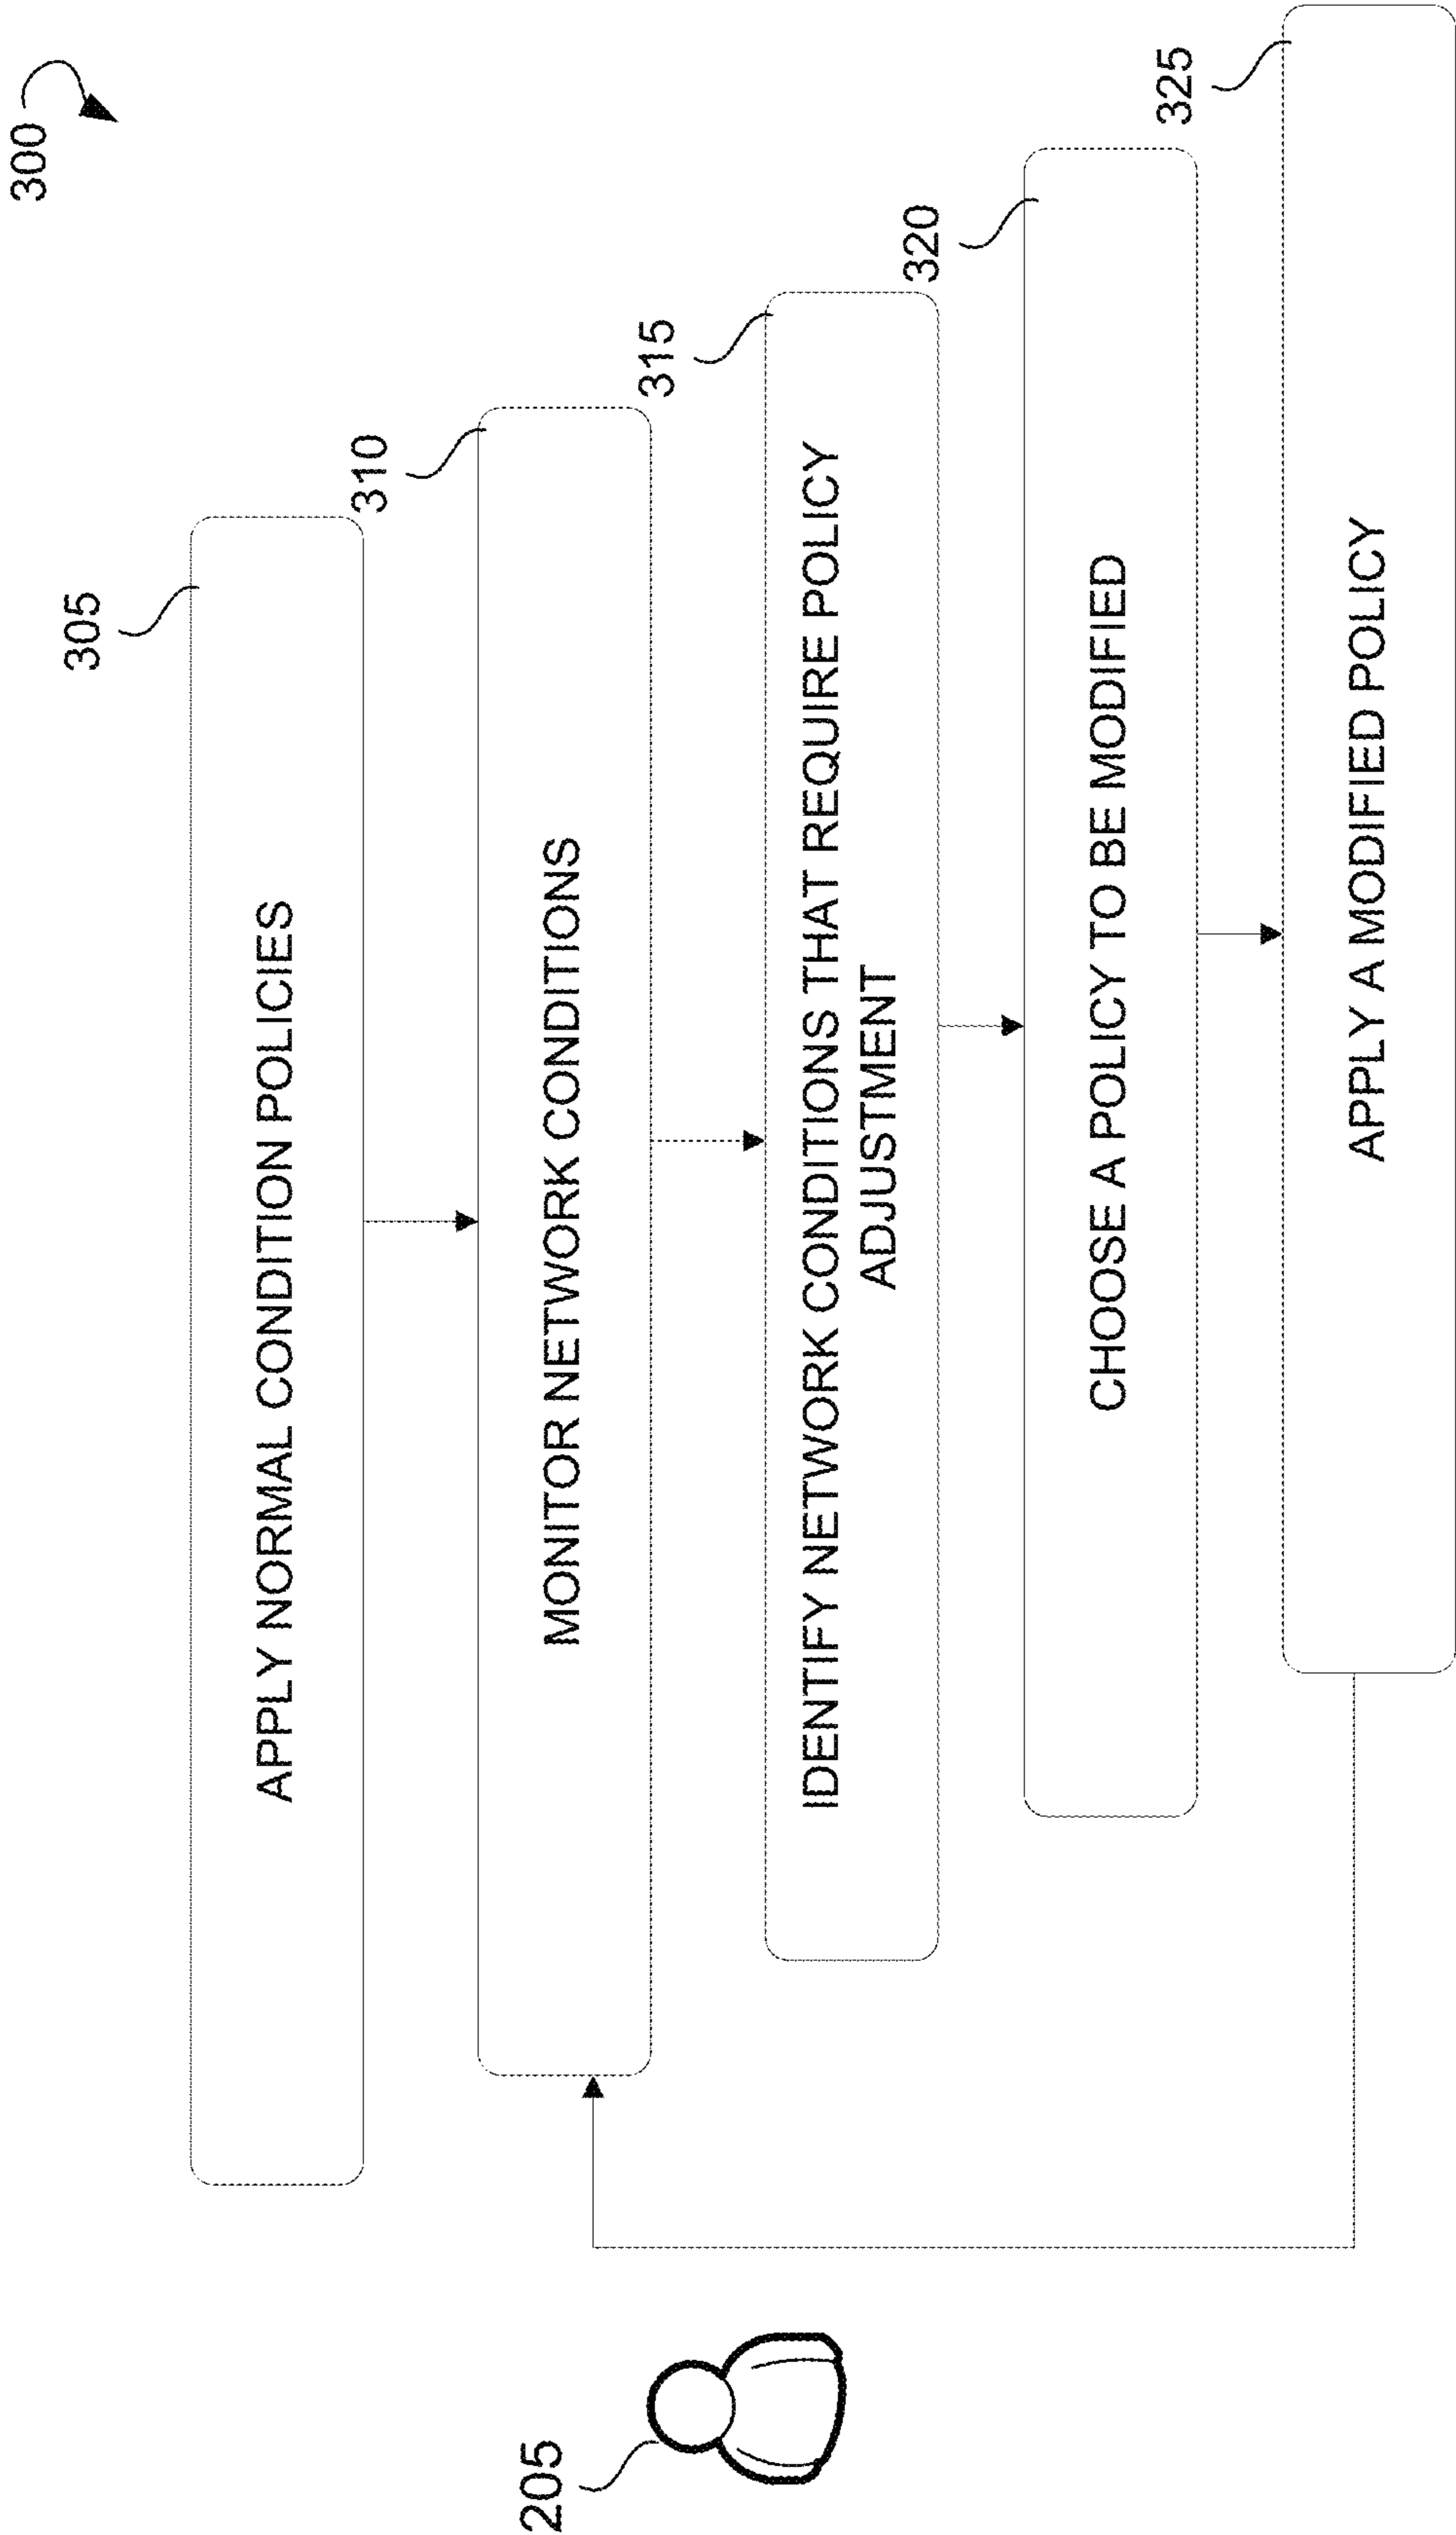 300
305
APPLY NORMAL CONDITION POLICIES
310
MONITOR NETWORK CONDITIONS
315
IDENTIFY NETWORK CONDITIONS THAT REQUIRE POLICY
ADJUSTMENT
320
CHOOSE A POLICY TO BE MODIFIED
325
APPLY A MODIFIED POLICY
205